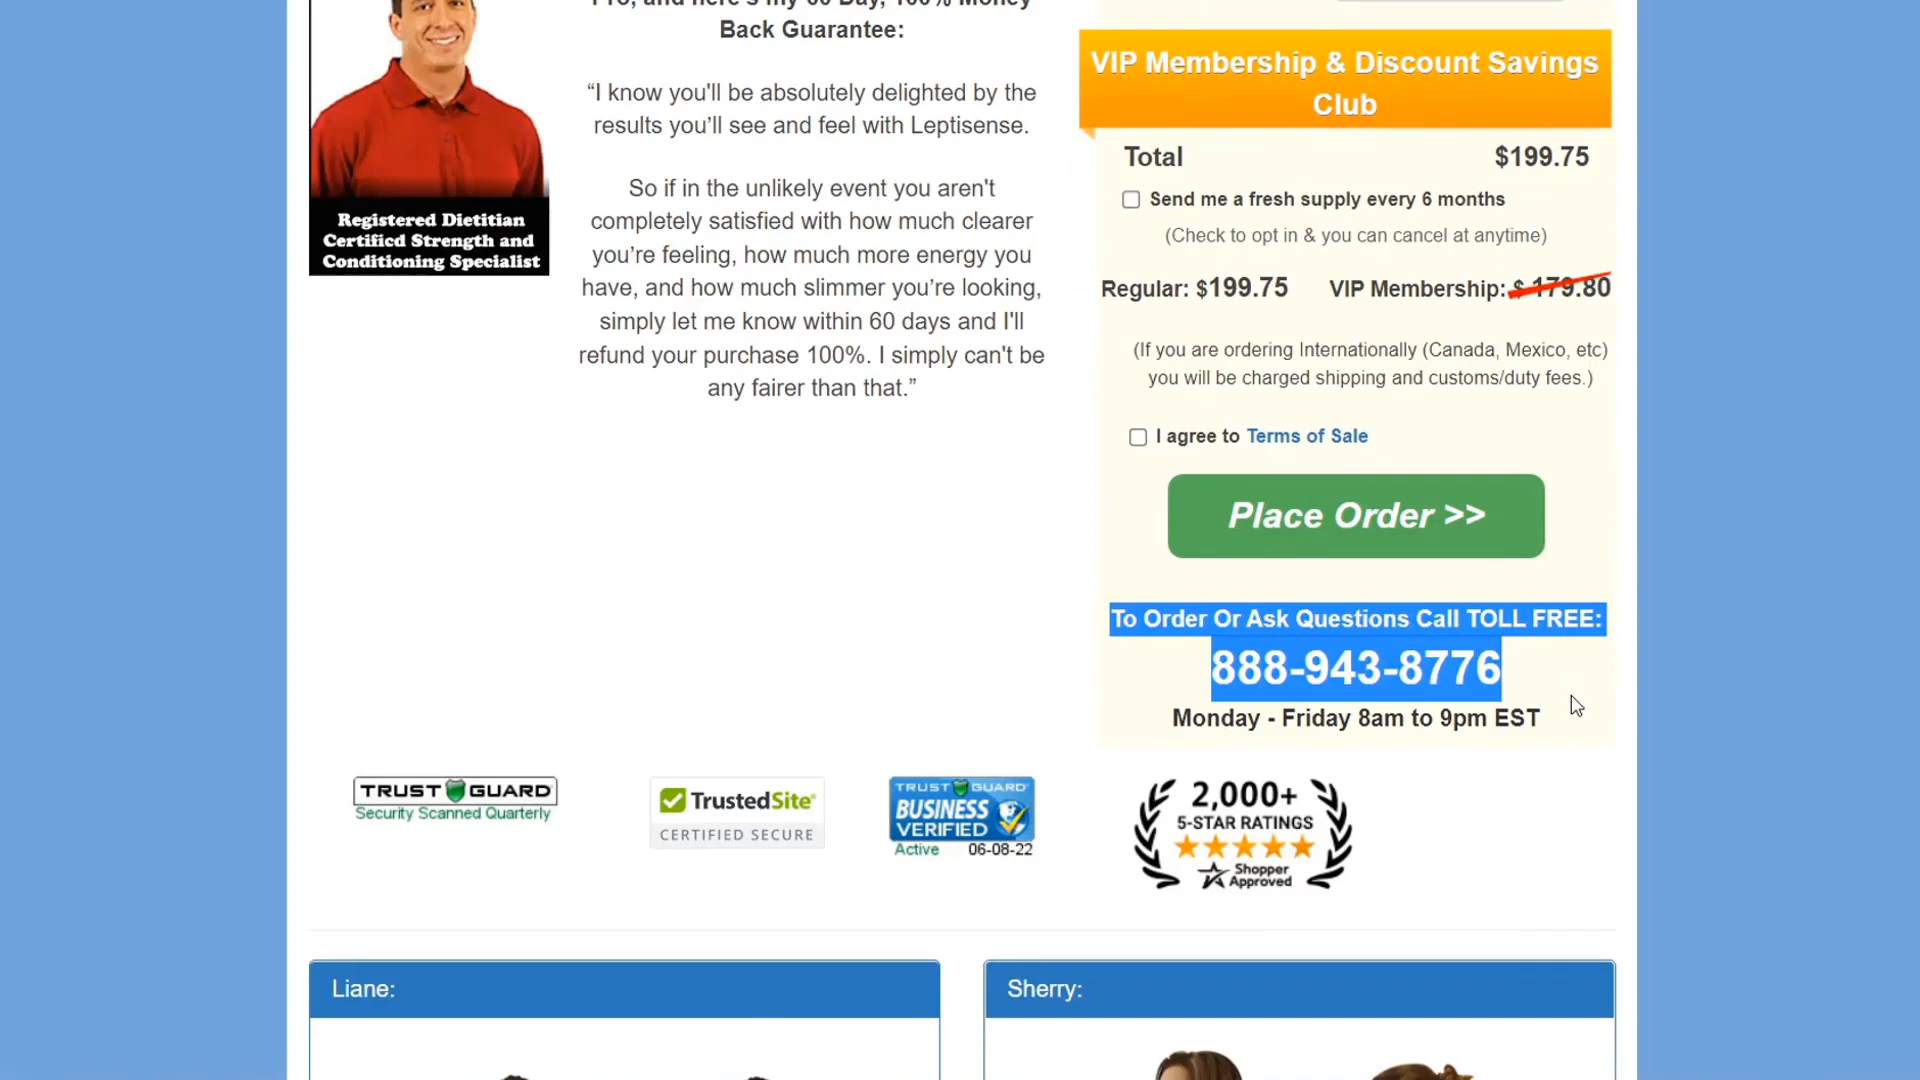 Pro, and here's my 60 Day, 100% Money
Back Guarantee:
“I know you'll be absolutely delighted by the
results you’ll see and feel with Leptisense.
So if in the unlikely event you aren't
completely satisfied with how much clearer
you’re feeling, how much more energy you
have, and how much slimmer you’re looking,
simply let me know within 60 days and I'll
refund your purchase 100%. I simply can't be
any fairer than that.”
Registered Dietitian
Certified Strength and
Conditioning Specialist
VIP Membership & Discount Savings
Club
Total $199.75
Send me a fresh supply every 6 months
(Check to opt in & you can cancel at anytime)
Regular: $199.75 VIP Membership: $ 179.80
(If you are ordering Internationally (Canada, Mexico, etc)
you will be charged shipping and customs/duty fees.)
I agree to Terms of Sale
Place Order >>
To Order Or Ask Questions Call TOLL FREE:
888-943-8776
Monday - Friday 8am to 9pm EST
TRUST GUARD
Security Scanned Quarterly
TrustedSite
CERTIFIED SECURE
TRUST GUARD
BUSINESS
VERIFIED
Active 06-08-22
2,000+
5-STAR RATINGS
Shopper
Approved
Liane:
Sherry: